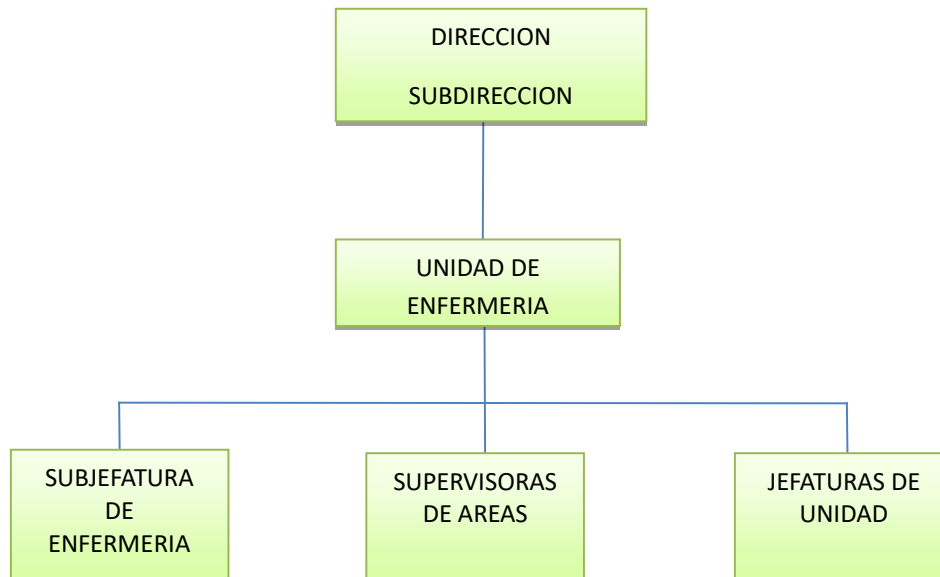 DIRECCION
SUBDIRECCION
UNIDAD DE
ENFERMERIA
SUBJEFATURA
DE
ENFERMERIA
SUPERVISORAS
DE AREAS
JEFATURAS DE
UNIDAD